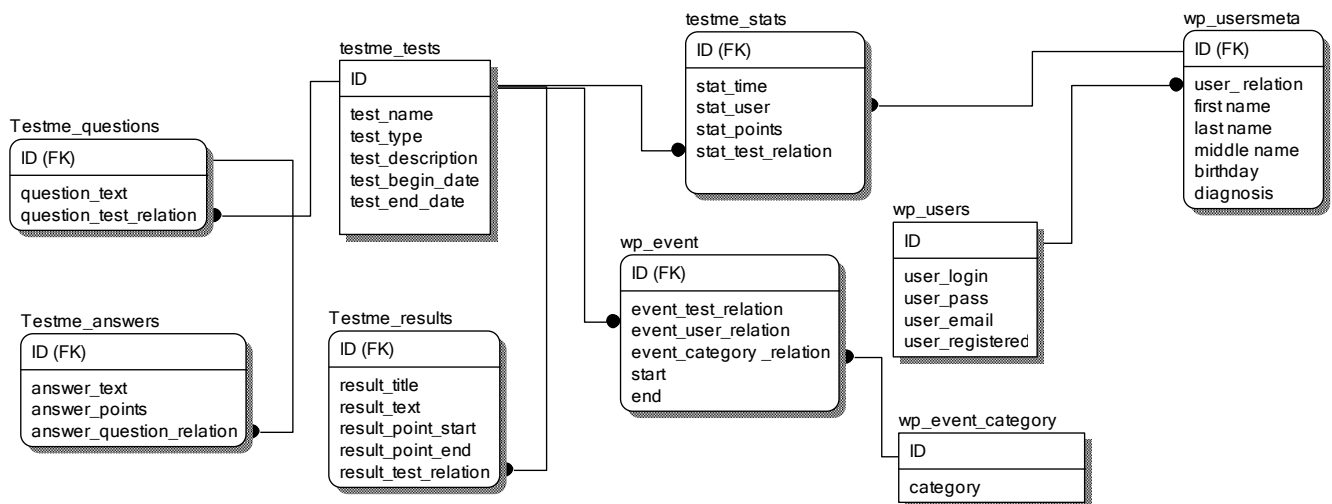 testme_stats
ID (FK)
stat_time
stat_user
stat_points
stat_test_relation
wp_usersmeta
ID (FK)
user_ relation
first name
last name
middle name
birthday
diagnosis
testme_tests
ID
test_name
test_type
test_description
test_begin_date
test_end_date
Testme_questions
ID (FK)
question_text
question_test_relation
wp_users
ID
user_login
user_pass
user_email
user_registered
wp_event
ID (FK)
event_test_relation
event_user_relation
event_category _relation
start
end
Testme_answers
ID (FK)
answer_text
answer_points
answer_question_relation
Testme_results
ID (FK)
result_title
result_text
result_point_start
result_point_end
result_test_relation
wp_event_category
ID
category